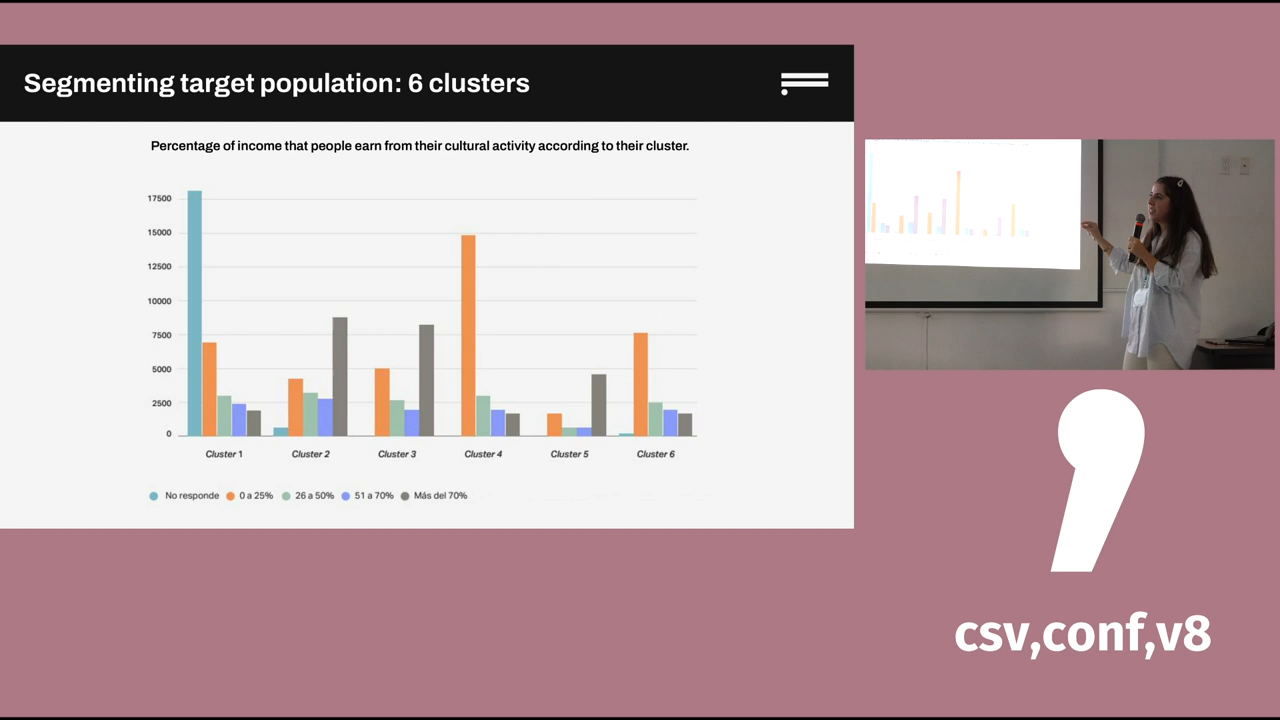 Segmenting target population: 6 clusters
Percentage of income that people earn from their cultural activity according to their cluster.
17500
15000
12500
10000
7500
5000
2500
0
Cluster 1 Cluster 2 Cluster 3 Cluster 4 Cluster 5 Cluster 6
No responde 0 a 25% 26 a 50% 51 a 70% Más del 70%
csv,conf,v8